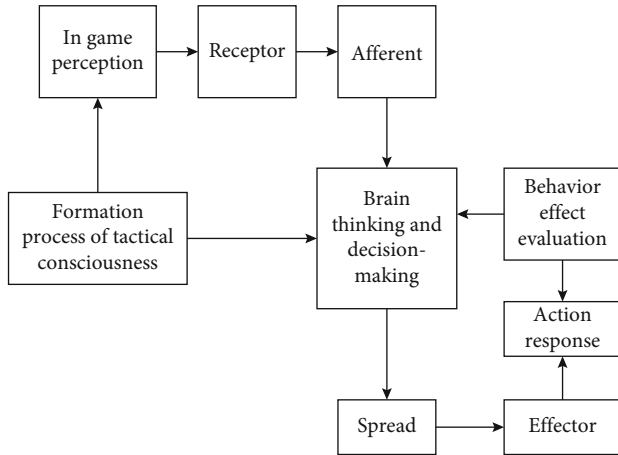 In game
perception
Receptor
Afferent
Formation
process of tactical
consciousness
Brain
thinking and
decision-
making
Behavior
effect
evaluation
Action
response
Spread
Effector